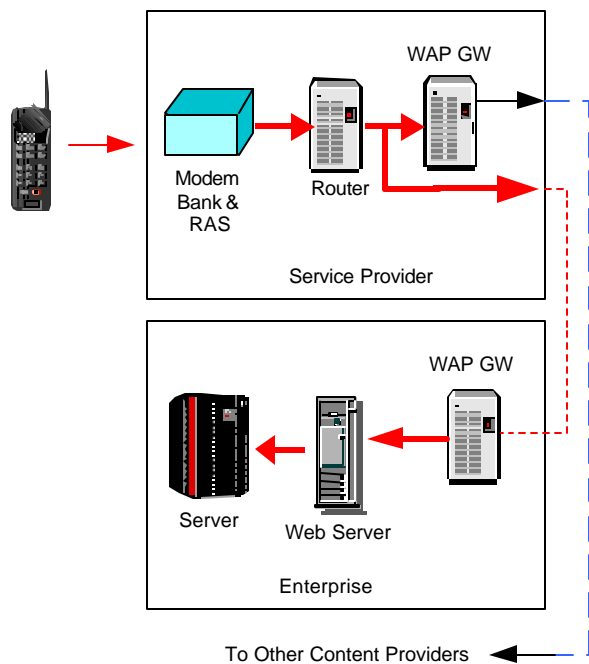 WAP GW
Modem
Bank &
RAS
Router
Service Provider
WAP GW
Server
Web Server
Enterprise
To Other Content Providers